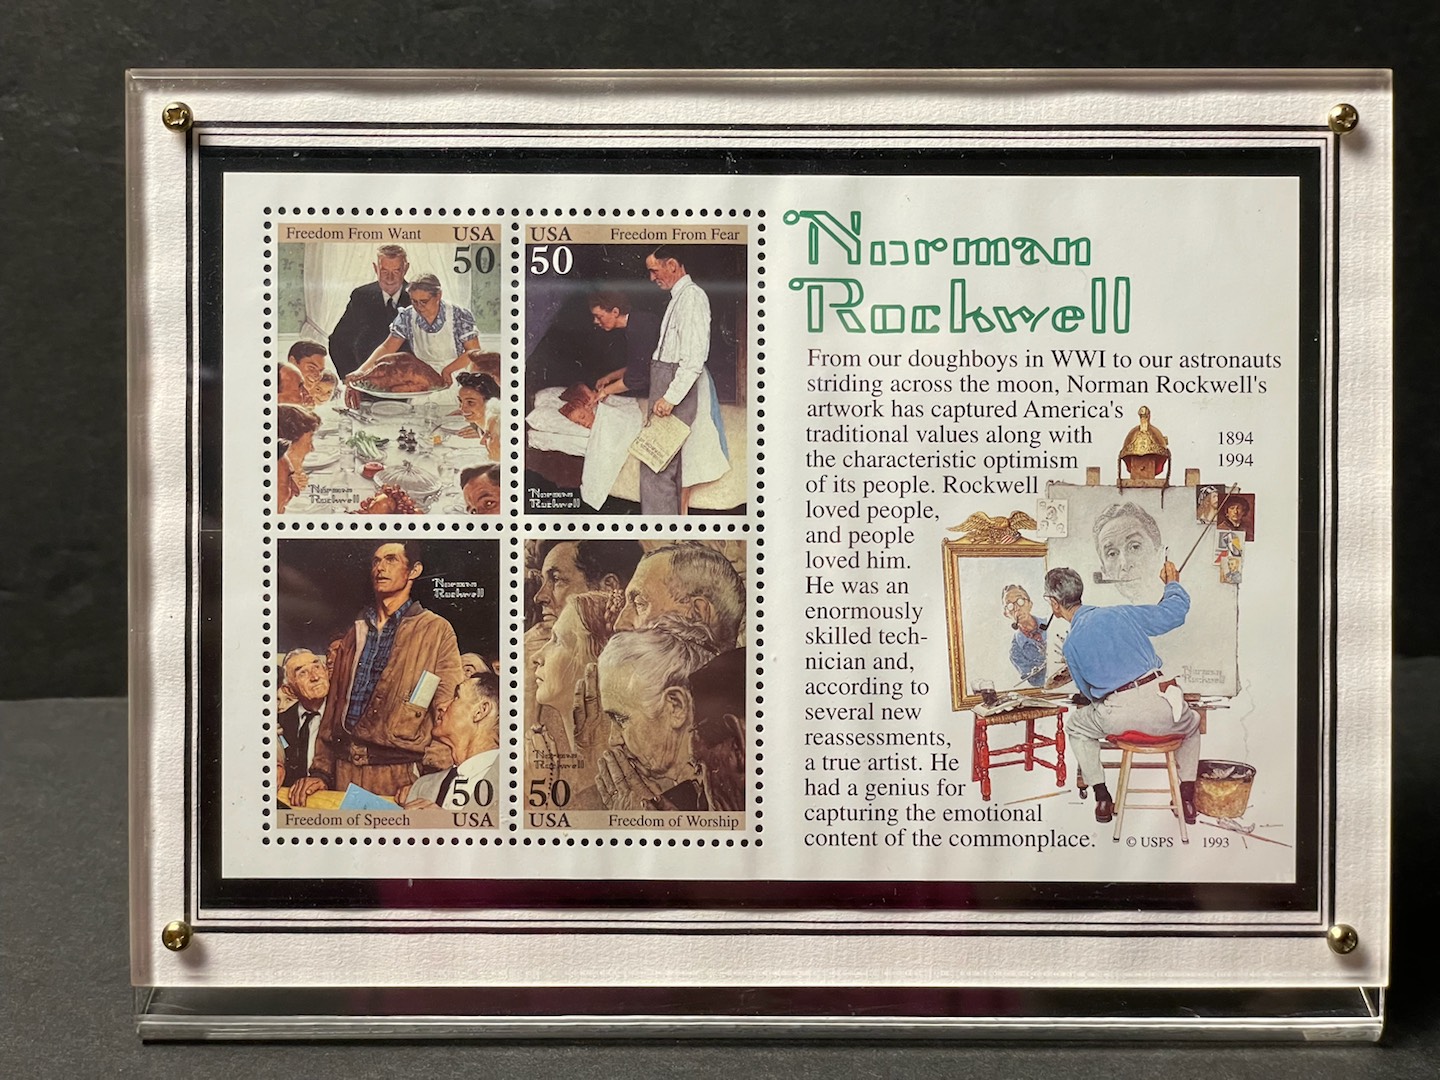 Freedom From Want USA
50
Norman
Rockwell
USA Freedom From Fear
50
Norman
Rockwell
Norman
Rockwell
50
Freedom of Speech USA
Norman
Rockwell
50
USA Freedom of Worship
Norman
Rockwell
From our doughboys in WWI to our astronauts
striding across the moon, Norman Rockwell's
artwork has captured America's
traditional values along with
the characteristic optimism
of its people. Rockwell
loved people,
and people
loved him.
He was an
enormously
skilled tech-
nician and,
according to
several new
reassessments,
a true artist. He
had a genius for
capturing the emotional
content of the commonplace.
1894
1994
Norman
Rockwell
© USPS 1993